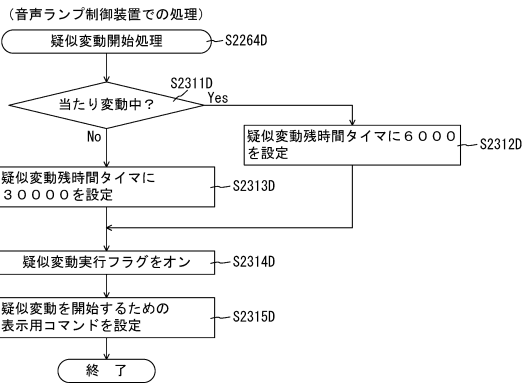 （音声ランプ制御装置での処理）
疑似変動開始処理
S2264D
S2311D
当たり変動中？
Yes
No
疑似変動残時間タイマに６０００
を設定
S2312D
疑似変動残時間タイマに
３００００を設定
S2313D
疑似変動実行フラグをオン
S2314D
疑似変動を開始するための
表示用コマンドを設定
S2315D
終　了